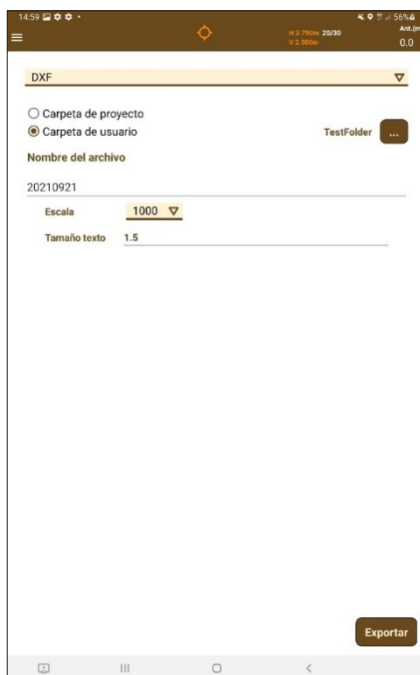 14:59 56%
H 3.790m 20/30 Ant.(m
V 2.500m 0.0
DXF
Carpeta de proyecto
Carpeta de usuario TestFolder ...
Nombre del archivo
20210921
Escala 1000
Tamaño texto 1.5
Exportar